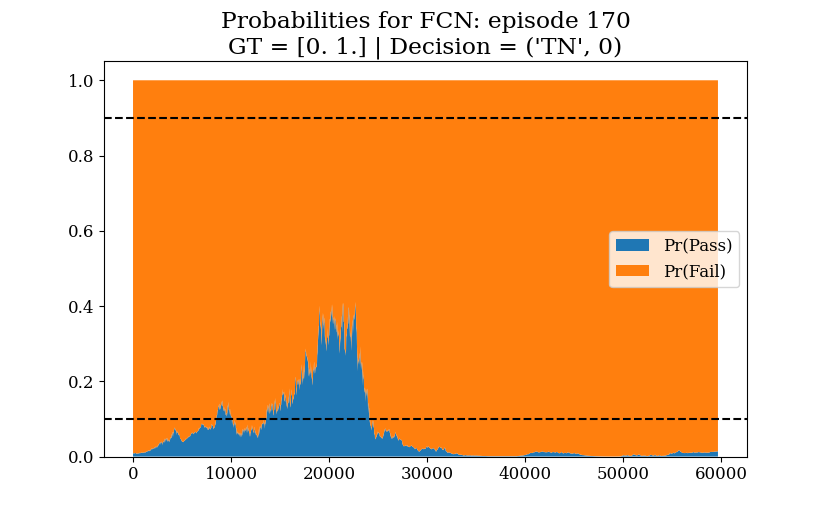 Probabilities for FCN: episode 170
GT = [0. 1.] | Decision = ('TN', 0)
1.0
0.8
0.6
0.4
0.2
0.0
Pr(Pass)
Pr(Fail)
0 10000 20000 30000 40000 50000 60000